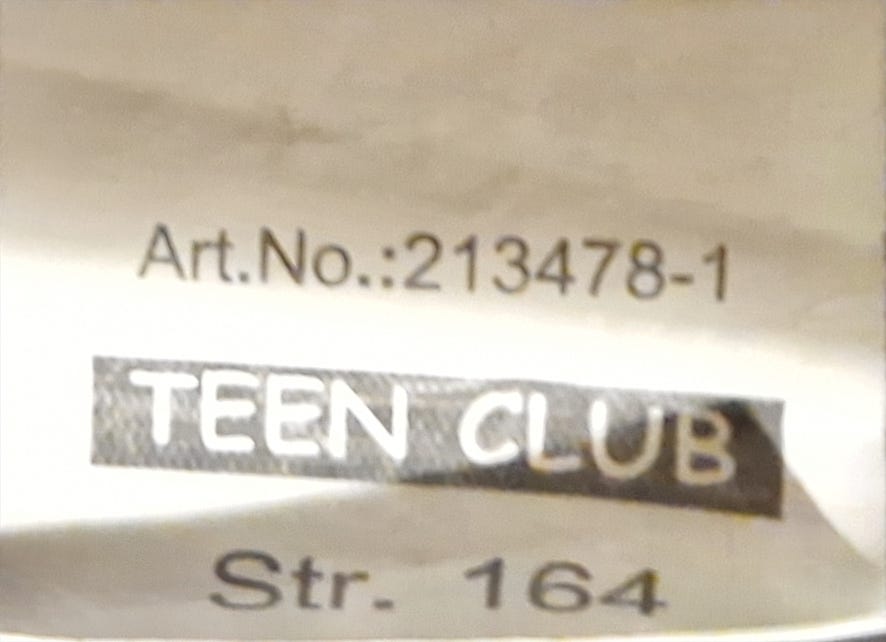 Art.No.:213478-1
TEEN CLUB
Str. 164